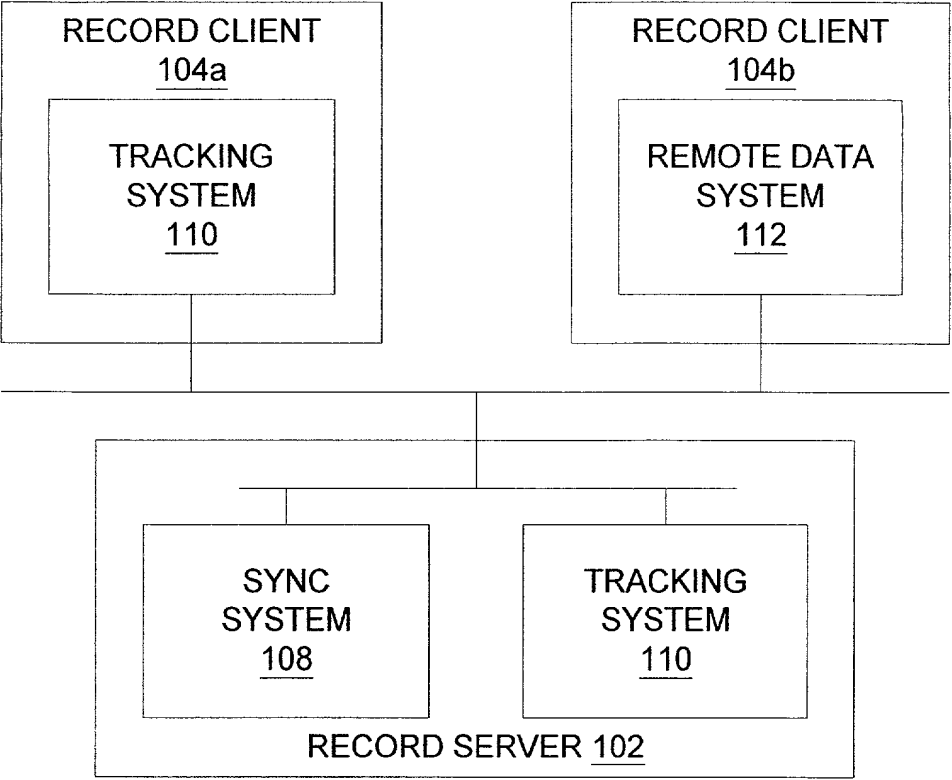 RECORD CLIENT
104a
TRACKING
SYSTEM
110
RECORD CLIENT
104b
REMOTE DATA
SYSTEM
112
SYNC
SYSTEM
108
TRACKING
SYSTEM
110
RECORD SERVER 102